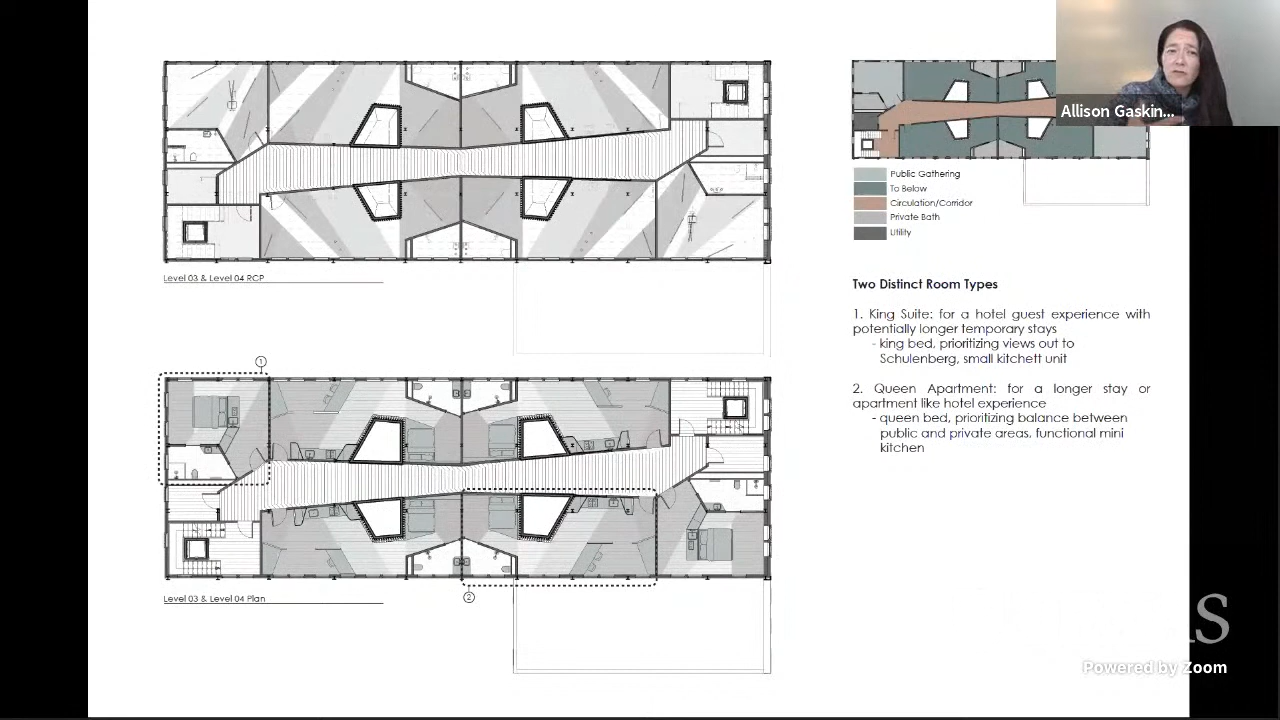 Allison Gaskin...
Public Gathering
To Below
Circulation/Corridor
Private Bath
Utility
Level 03 & Level 04 RCP
Two Distinct Room Types
1. King Suite: for a hotel guest experience with
potentially longer temporary stays
- king bed, prioritizing views out to
Schulenberg, small kitchett unit
2. Queen Apartment: for a longer stay or
apartment like hotel experience
- queen bed, prioritizing balance between
public and private areas, functional mini
kitchen
1
2
Level 03 & Level 04 Plan
Powered by Zoom